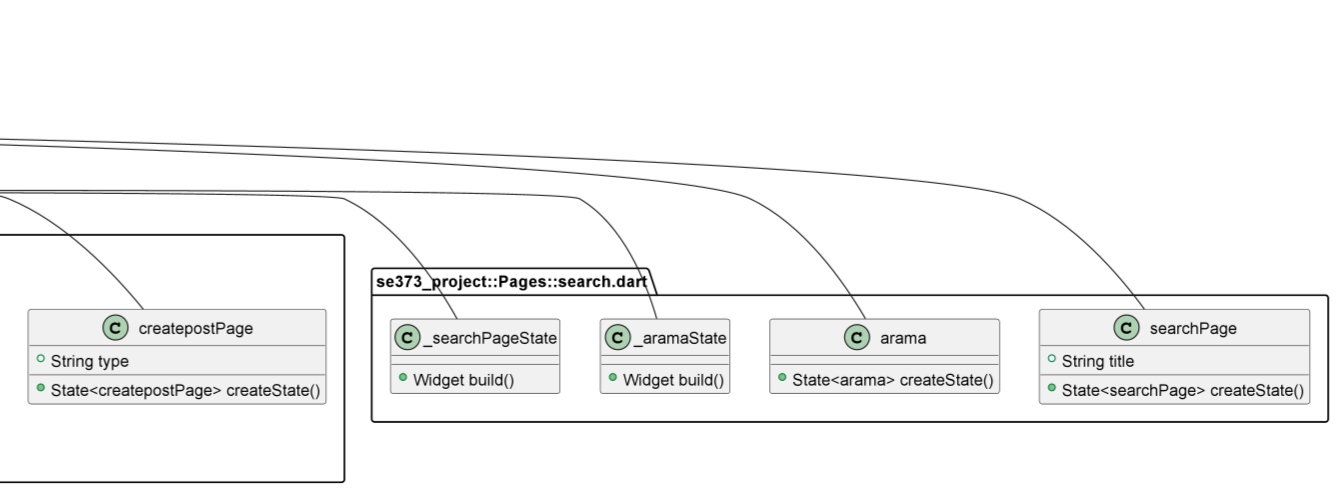 se373_project::Pages::search.dart
C createpostPage
String type
State<createpostPage> createState()
C _searchPageState
Widget build()
C _aramaState
Widget build()
C arama
State<arama> createState()
C searchPage
String title
State<searchPage> createState()